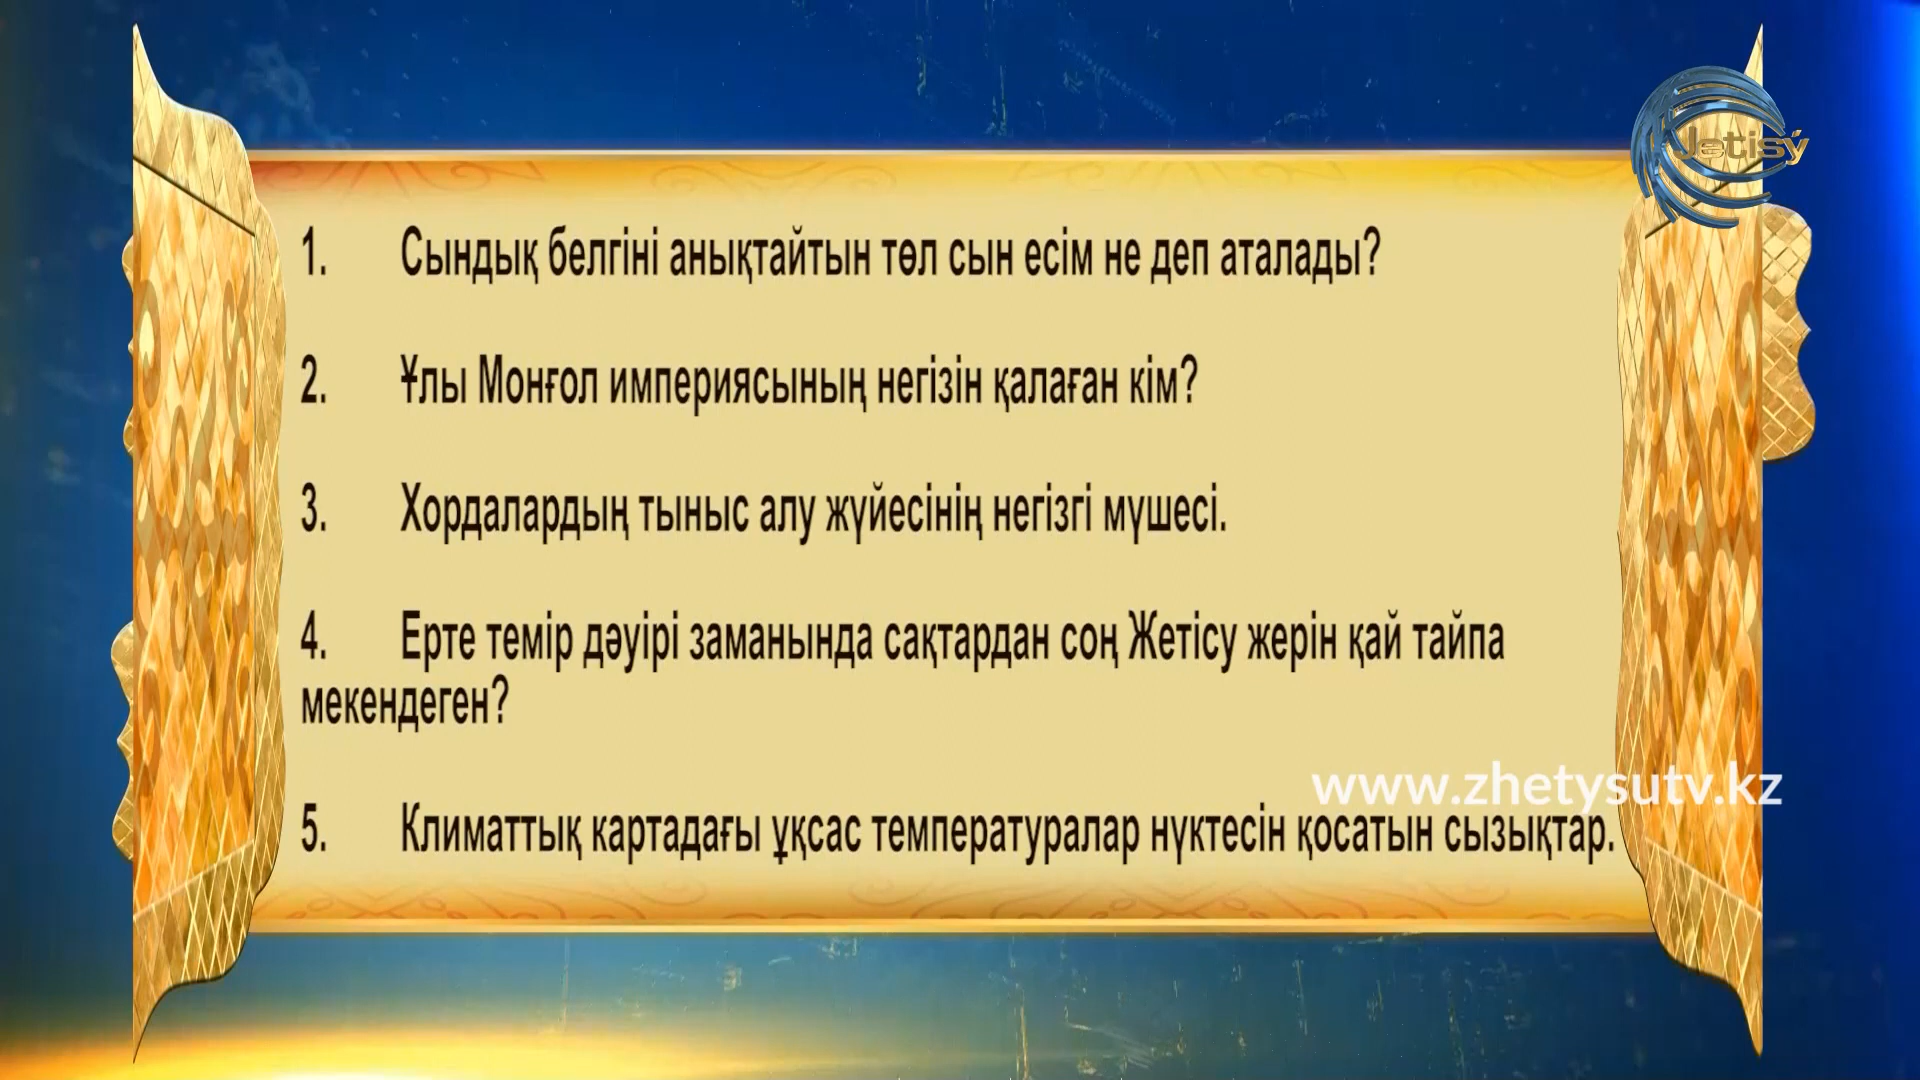 Jetisý
1. Сындық белгіні анықтайтын төл сын есім не деп аталады?
2. Ұлы Монғол империясының негізін қалаған кім?
3. Хордалардың тыныс алу жүйесінің негізгі мүшесі.
4. Ерте темір дәуірі заманында сақтардан соң Жетісу жерін қай тайпа
мекендеген?
www.zhetysutv.kz
5. Климаттық картадағы ұқсас температуралар нүктесін қосатын сызықтар.